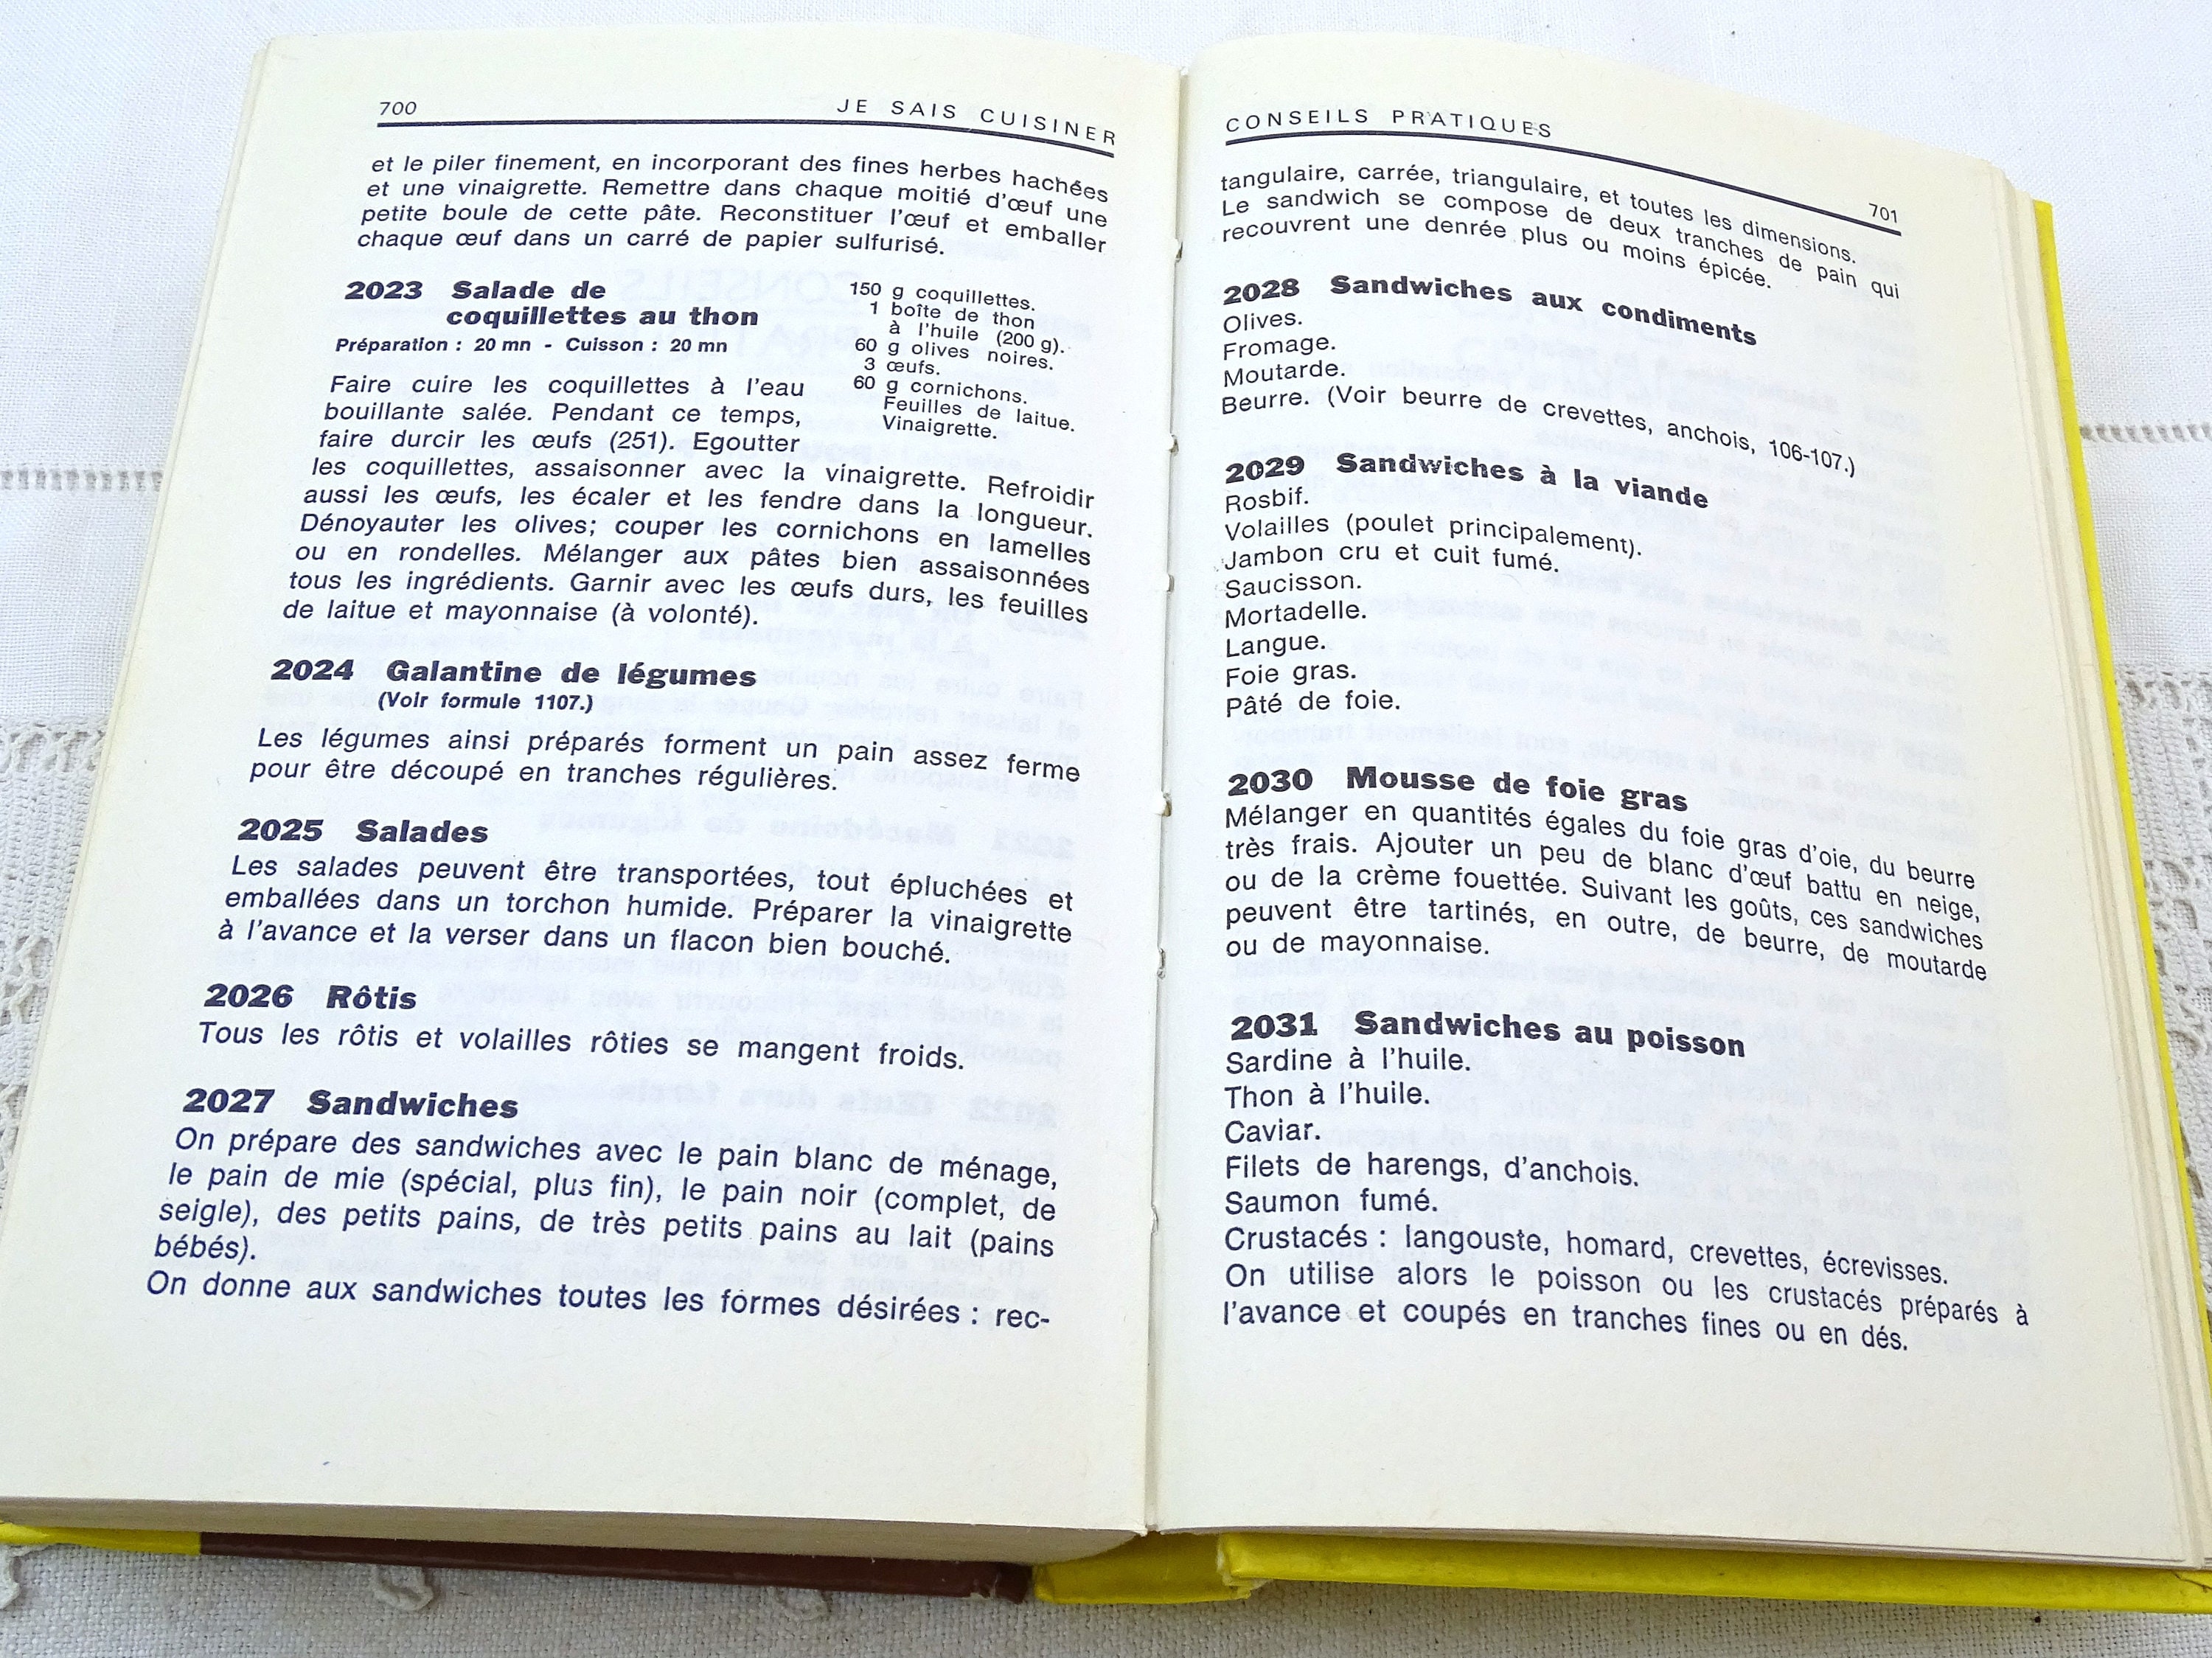 700
JE SAIS CUISINER
et le piler finement, en incorporant des fines herbes hachées
et une vinaigrette. Remettre dans chaque moitié d'œuf une
petite boule de cette pâte. Reconstituer l'œuf et emballer
chaque œuf dans un carré de papier sulfurisé.
2023 Salade de
coquillettes au thon
Préparation : 20 mn - Cuisson : 20 mn
150 g coquillettes.
1 boîte de thon
à l'huile (200 g).
60 g olives noires.
3 œufs.
60 g cornichons.
Feuilles de laitue.
Vinaigrette.
Faire cuire les coquillettes à l'eau
bouillante salée. Pendant ce temps,
faire durcir les œufs (251). Egoutter
les coquillettes, assaisonner avec la vinaigrette. Refroidir
aussi les œufs, les écaler et les fendre dans la longueur.
Dénoyauter les olives; couper les cornichons en lamelles
ou en rondelles. Mélanger aux pâtes bien assaisonnées
tous les ingrédients. Garnir avec les œufs durs, les feuilles
de laitue et mayonnaise (à volonté).
2024 Galantine de légumes
(Voir formule 1107.)
Les légumes ainsi préparés forment un pain assez ferme
pour être découpé en tranches régulières.
2025 Salades
Les salades peuvent être transportées, tout épluchées et
emballées dans un torchon humide. Préparer la vinaigrette
à l'avance et la verser dans un flacon bien bouché.
2026 Rôtis
Tous les rôtis et volailles rôties se mangent froids.
2027 Sandwiches
On prépare des sandwiches avec le pain blanc de ménage,
le pain de mie (spécial, plus fin), le pain noir (complet, de
seigle), des petits pains, de très petits pains au lait (pains
bébés).
On donne aux sandwiches toutes les formes désirées : rec-
CONSEILS PRATIQUES
701
tangulaire, carrée, triangulaire, et toutes les dimensions.
Le sandwich se compose de deux tranches de pain qui
recouvrent une denrée plus ou moins épicée.
2028 Sandwiches aux condiments
Olives.
Fromage.
Moutarde.
Beurre. (Voir beurre de crevettes, anchois, 106-107.)
2029 Sandwiches à la viande
Rosbif.
Volailles (poulet principalement).
Jambon cru et cuit fumé.
Saucisson.
Mortadelle.
Langue.
Foie gras.
Pâté de foie.
2030 Mousse de foie gras
Mélanger en quantités égales du foie gras d'oie, du beurre
très frais. Ajouter un peu de blanc d'œuf battu en neige,
ou de la crème fouettée. Suivant les goûts, ces sandwiches
peuvent être tartinés, en outre, de beurre, de moutarde
ou de mayonnaise.
2031 Sandwiches au poisson
Sardine à l'huile.
Thon à l'huile.
Caviar.
Filets de harengs, d'anchois.
Saumon fumé.
Crustacés : langouste, homard, crevettes, écrevisses.
On utilise alors le poisson ou les crustacés préparés à
l'avance et coupés en tranches fines ou en dés.